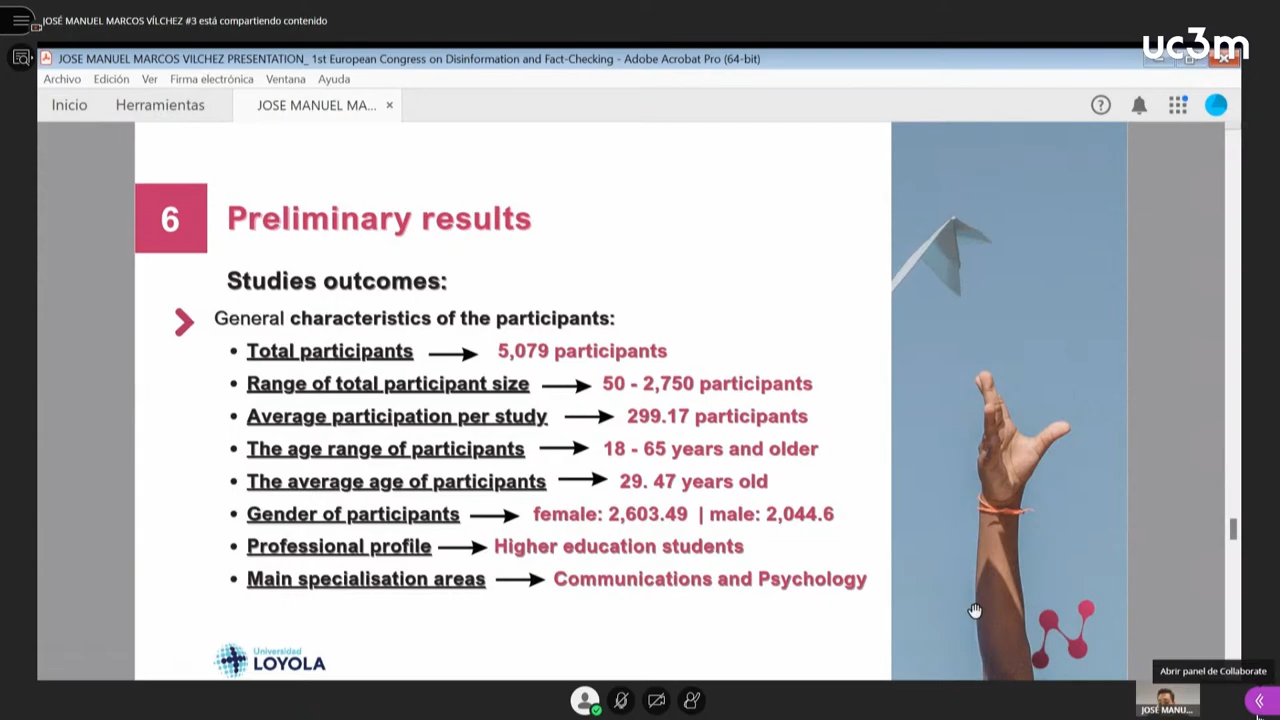 JOSÉ MANUEL MARCOS VÍLCHEZ #3 está compartiendo contenido
uc3m
JOSE MANUEL MARCOS VILCHEZ PRESENTATION_ 1st European Congress on Disinformation and Fact-Checking - Adobe Acrobat Pro (64-bit)
Archivo Edición Ver Firma electrónica Ventana Ayuda
Inicio Herramientas JOSE MANUEL MA... ×
6 Preliminary results
Studies outcomes:
General characteristics of the participants:
• Total participants → 5,079 participants
• Range of total participant size → 50 - 2,750 participants
• Average participation per study → 299.17 participants
• The age range of participants → 18 - 65 years and older
• The average age of participants → 29. 47 years old
• Gender of participants → female: 2,603.49 | male: 2,044.6
• Professional profile → Higher education students
• Main specialisation areas → Communications and Psychology
Universidad
LOYOLA
Abrir panel de Collaborate
JOSÉ MANU...